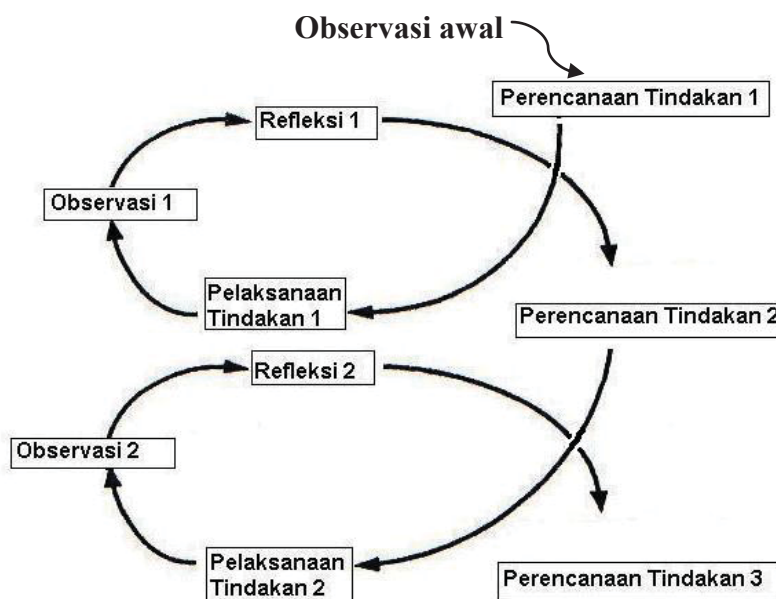 Observasi awal
Perencanaan Tindakan 1
Refleksi 1
Observasi 1
Pelaksanaan
Tindakan 1
Perencanaan Tindakan 2
Refleksi 2
Observasi 2
Pelaksanaan
Tindakan 2
Perencanaan Tindakan 3